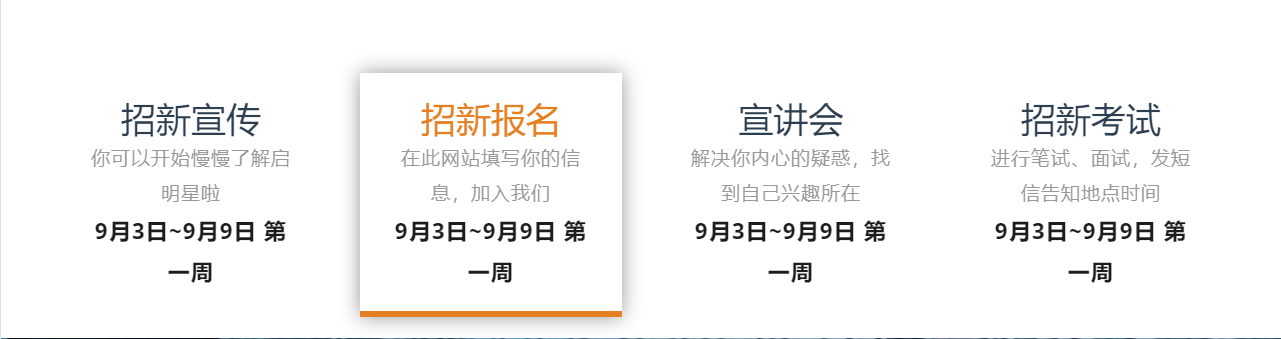 招新宣传
你可以开始慢慢了解启
明星啦
9月3日~9月9日 第
一周
招新报名
在此网站填写你的信
息，加入我们
9月3日~9月9日 第
一周
宣讲会
解决你内心的疑惑，找
到自己兴趣所在
9月3日~9月9日 第
一周
招新考试
进行笔试、面试，发短
信告知地点时间
9月3日~9月9日 第
一周